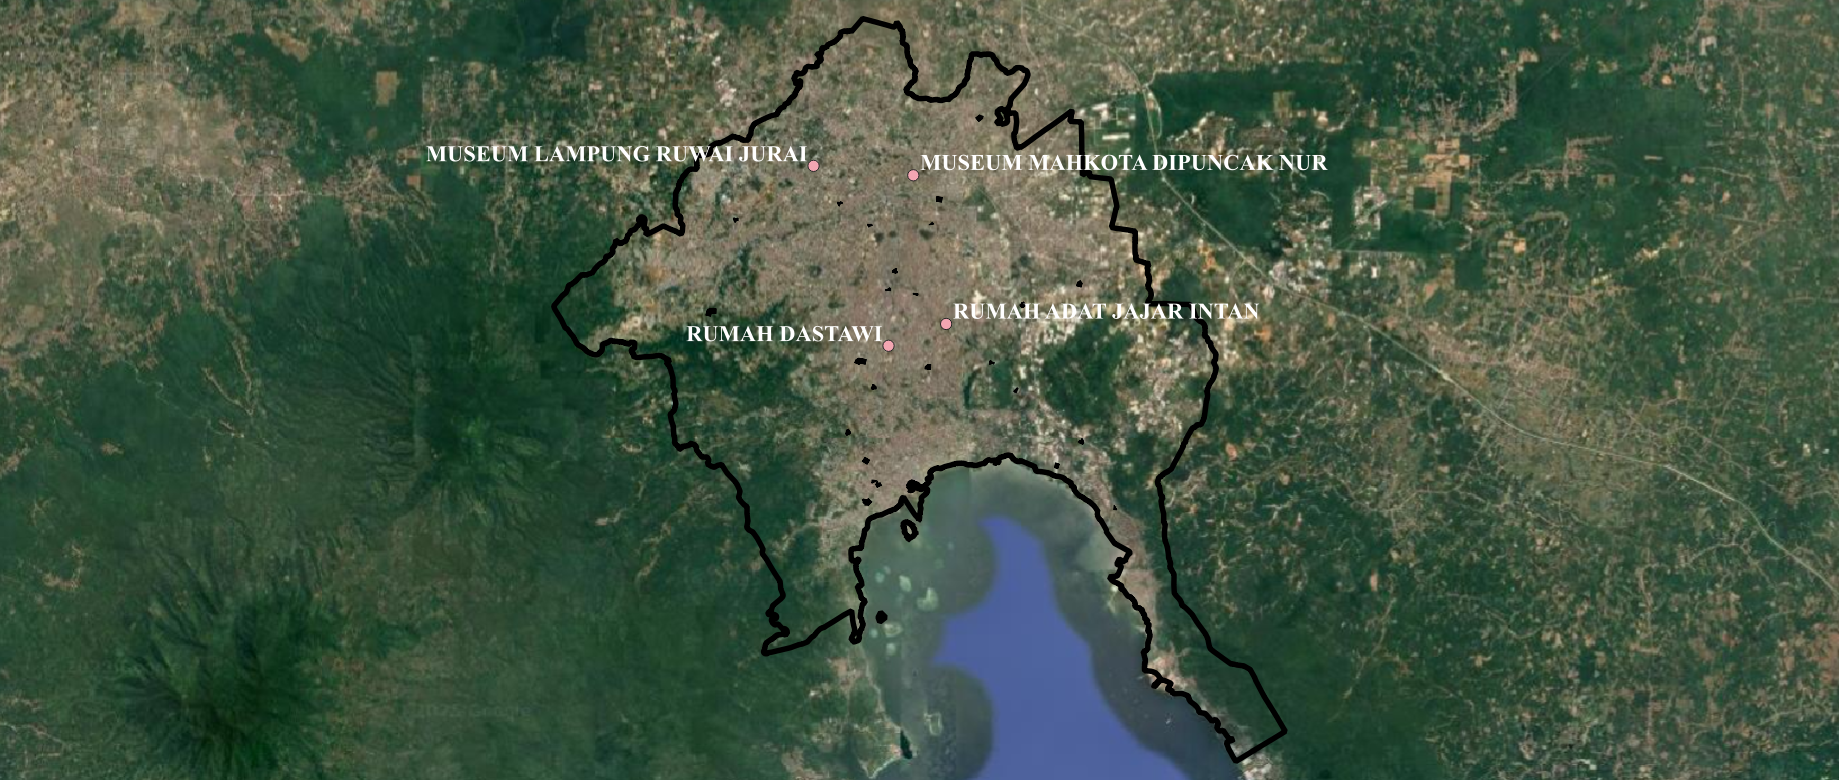 MUSEUM LAMPUNG RUWAI JURAI
MUSEUM MAHKOTA DIPUNCAK NUR
RUMAH ADAT JAJAR INTAN
RUMAH DASTAWI